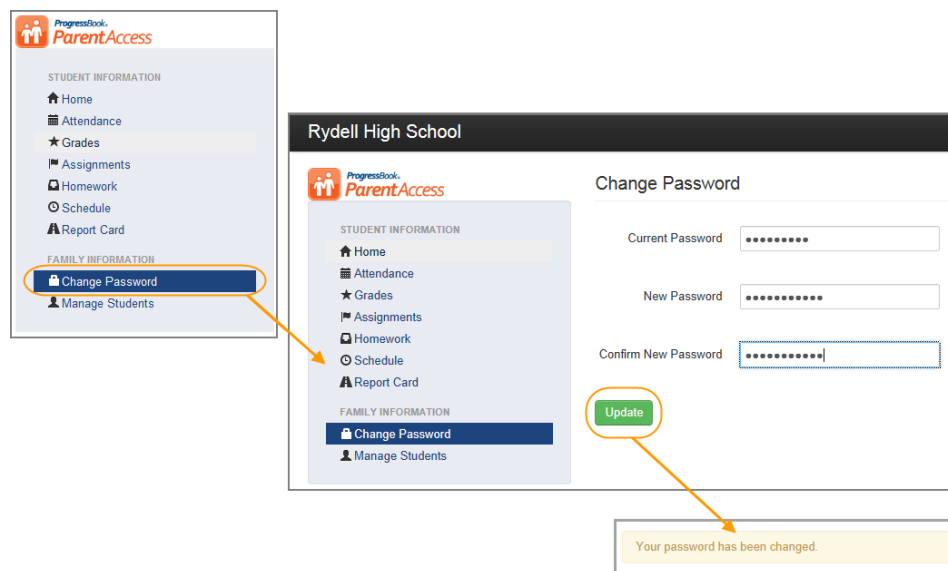 ProgressBook.
ParentAccess
STUDENT INFORMATION
Home
Attendance
Grades
Assignments
Homework
Schedule
Report Card
FAMILY INFORMATION
Change Password
Manage Students
Rydell High School
ProgressBook.
ParentAccess
STUDENT INFORMATION
Home
Attendance
Grades
Assignments
Homework
Schedule
Report Card
FAMILY INFORMATION
Change Password
Manage Students
Change Password
Current Password
New Password
Confirm New Password
Update
Your password has been changed.